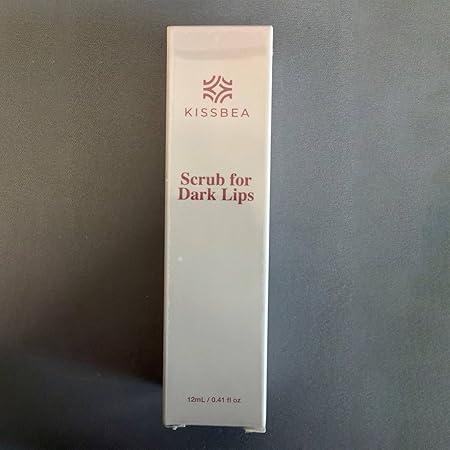 KISSBEA
Scrub for
Dark Lips
12mL / 0.41 fl oz